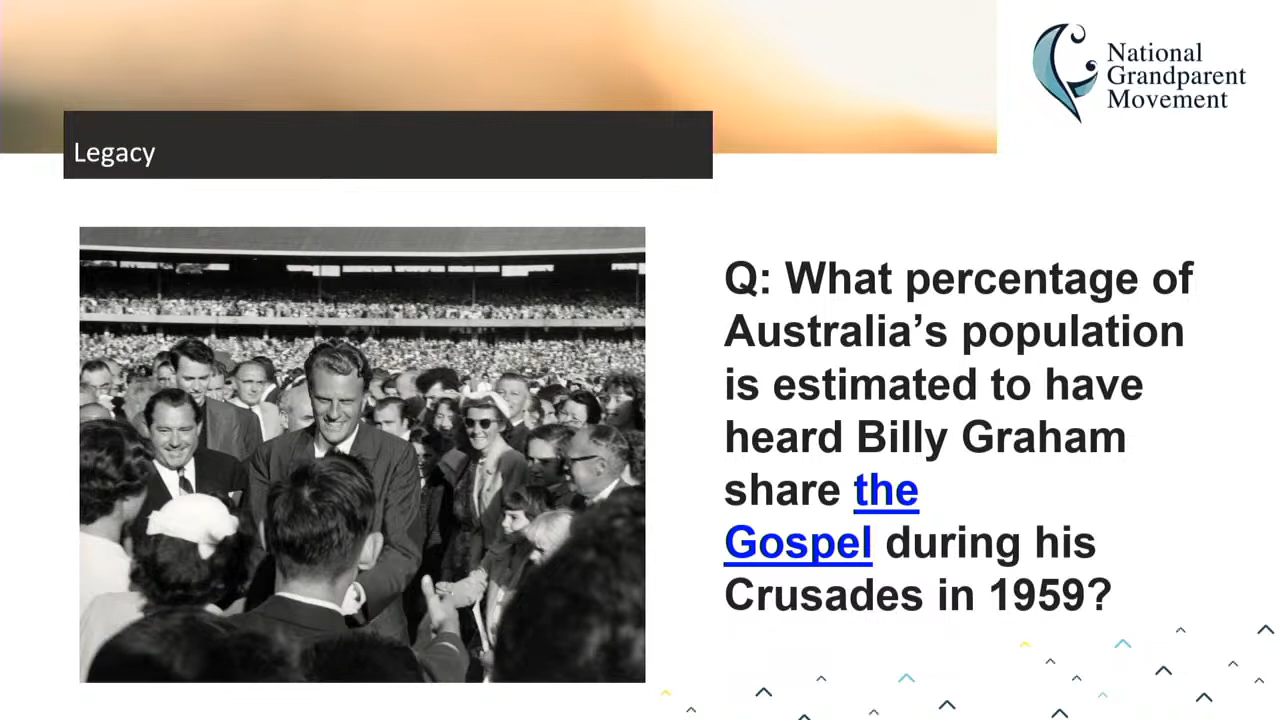 National
Grandparent
Movement
Legacy
Q: What percentage of
Australia’s population
is estimated to have
heard Billy Graham
share the
Gospel during his
Crusades in 1959?